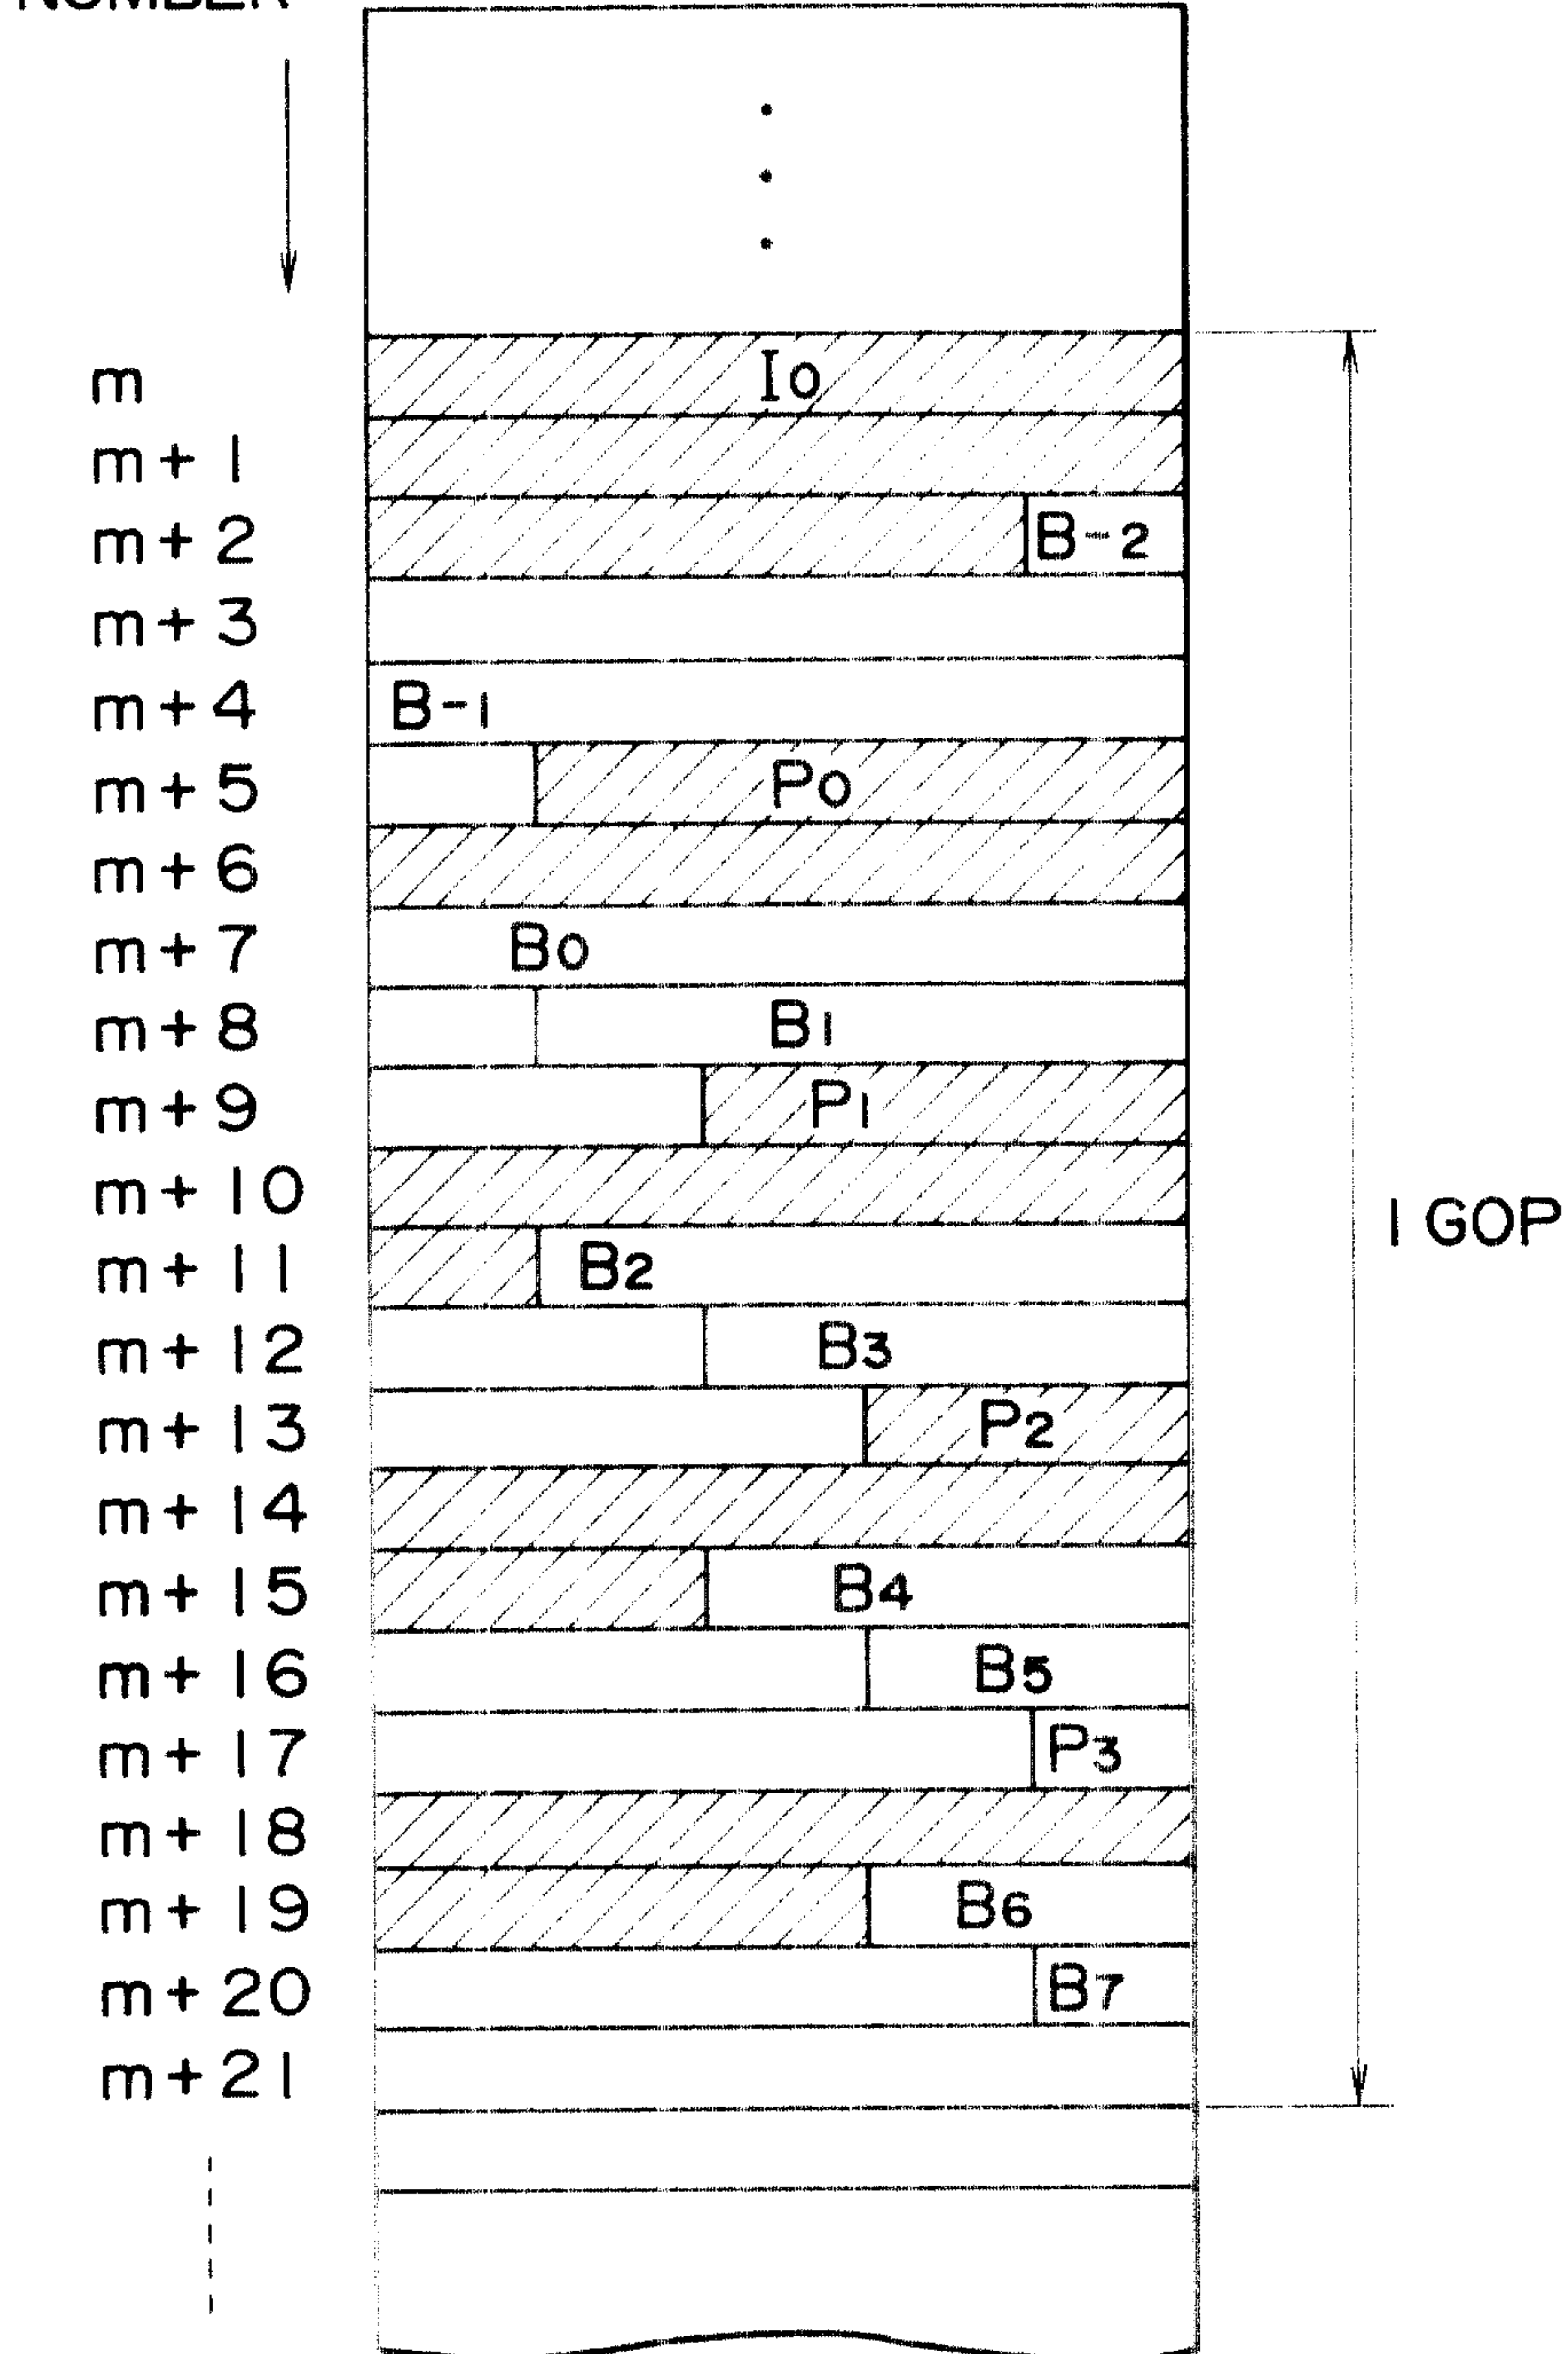 NUMBER
m I0
m+1
m+2 B-2
m+3
m+4 B-1
m+5 P0
m+6
m+7 B0
m+8 B1
m+9 P1
m+10
1 GOP
m+11 B2
m+12 B3
m+13 P2
m+14
m+15 B4
m+16 B5
m+17 P3
m+18
m+19 B6
m+20 B7
m+21